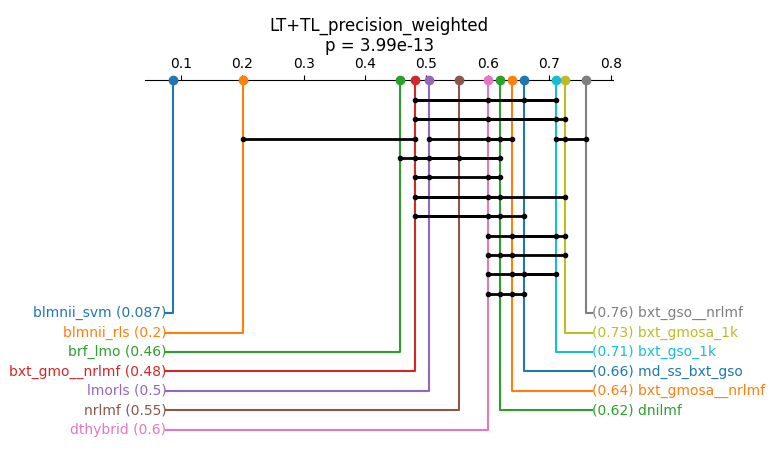 LT+TL_precision_weighted
p = 3.99e-13
0.1 0.2 0.3 0.4 0.5 0.6 0.7 0.8
blmnii_svm (0.087) (0.76) bxt_gso__nrlmf
blmnii_rls (0.2) (0.73) bxt_gmosa_1k
brf_lmo (0.46) (0.71) bxt_gso_1k
bxt_gmo__nrlmf (0.48) (0.66) md_ss_bxt_gso
lmorls (0.5) (0.64) bxt_gmosa__nrlmf
nrlmf (0.55) (0.62) dnilmf
dthybrid (0.6)